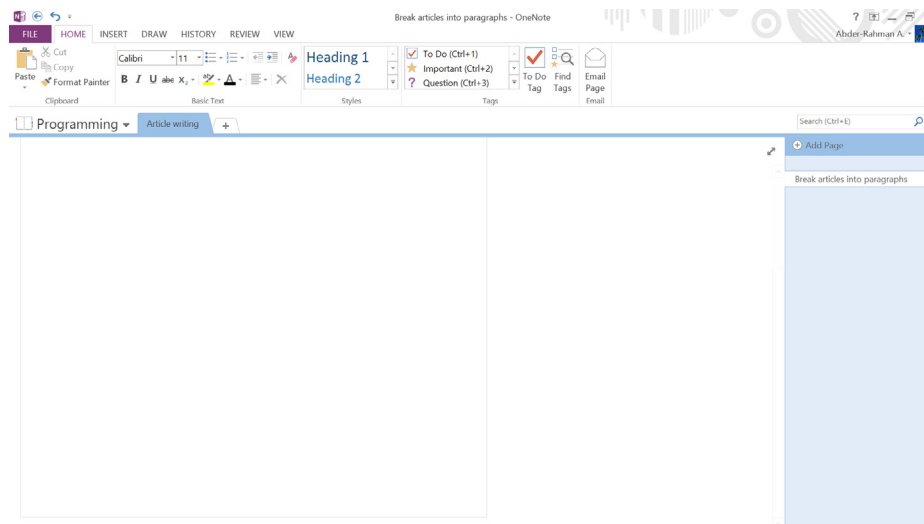 Break articles into paragraphs - OneNote
Abder-Rahman A.
FILE HOME INSERT DRAW HISTORY REVIEW VIEW
Paste
Cut
Copy
Format Painter
Clipboard
Calibri 11
B I U abc X₂ A
Basic Text
Heading 1
Heading 2
Styles
To Do (Ctrl+1)
Important (Ctrl+2)
Question (Ctrl+3)
To Do Tag
Find Tags
Tags
Email Page
Email
Programming
Article writing
Search (Ctrl+E)
Add Page
Break articles into paragraphs